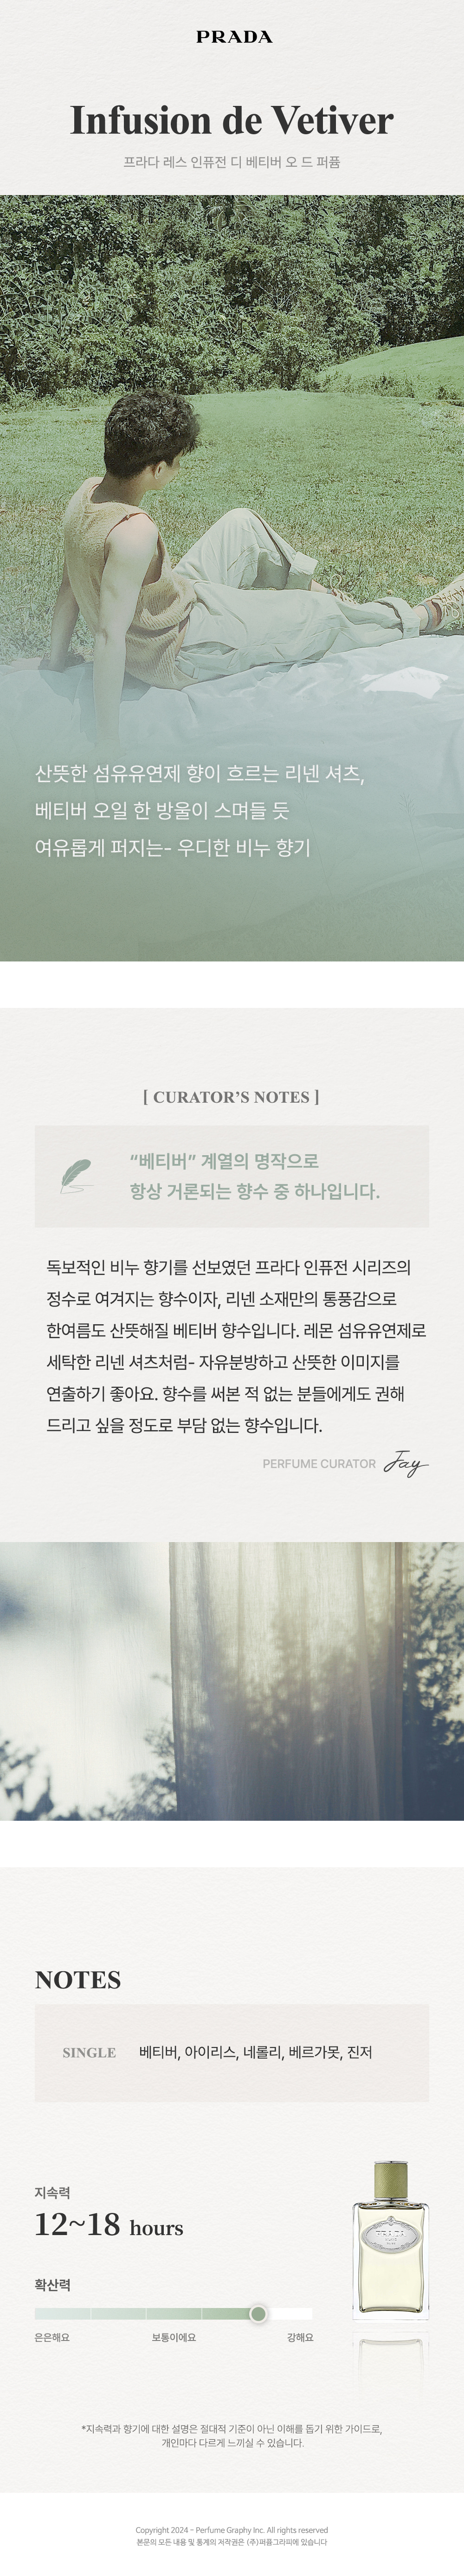 PRADA
Infusion de Vetiver
프라다 레스 인퓨전 디 베티버 오 드 퍼퓸
산뜻한 섬유유연제 향이 흐르는 리넨 셔츠,
베티버 오일 한 방울이 스며들 듯
여유롭게 퍼지는- 우디한 비누 향기
[ CURATOR’S NOTES ]
“베티버” 계열의 명작으로
항상 거론되는 향수 중 하나입니다.
독보적인 비누 향기를 선보였던 프라다 인퓨전 시리즈의
정수로 여겨지는 향수이자, 리넨 소재만의 통풍감으로
한여름도 산뜻해질 베티버 향수입니다. 레몬 섬유유연제로
세탁한 리넨 셔츠처럼- 자유분방하고 산뜻한 이미지를
연출하기 좋아요. 향수를 써본 적 없는 분들에게도 권해
드리고 싶을 정도로 부담 없는 향수입니다.
PERFUME CURATOR Jay
NOTES
SINGLE 베티버, 아이리스, 네롤리, 베르가못, 진저
지속력
12~18 hours
PRADA
확산력
은은해요 보통이에요 강해요
*지속력과 향기에 대한 설명은 절대적 기준이 아닌 이해를 돕기 위한 가이드로,
개인마다 다르게 느끼실 수 있습니다.
Copyright 2024 - Perfume Graphy Inc. All rights reserved
본문의 모든 내용 및 통계의 저작권은 (주)퍼퓸그라피에 있습니다